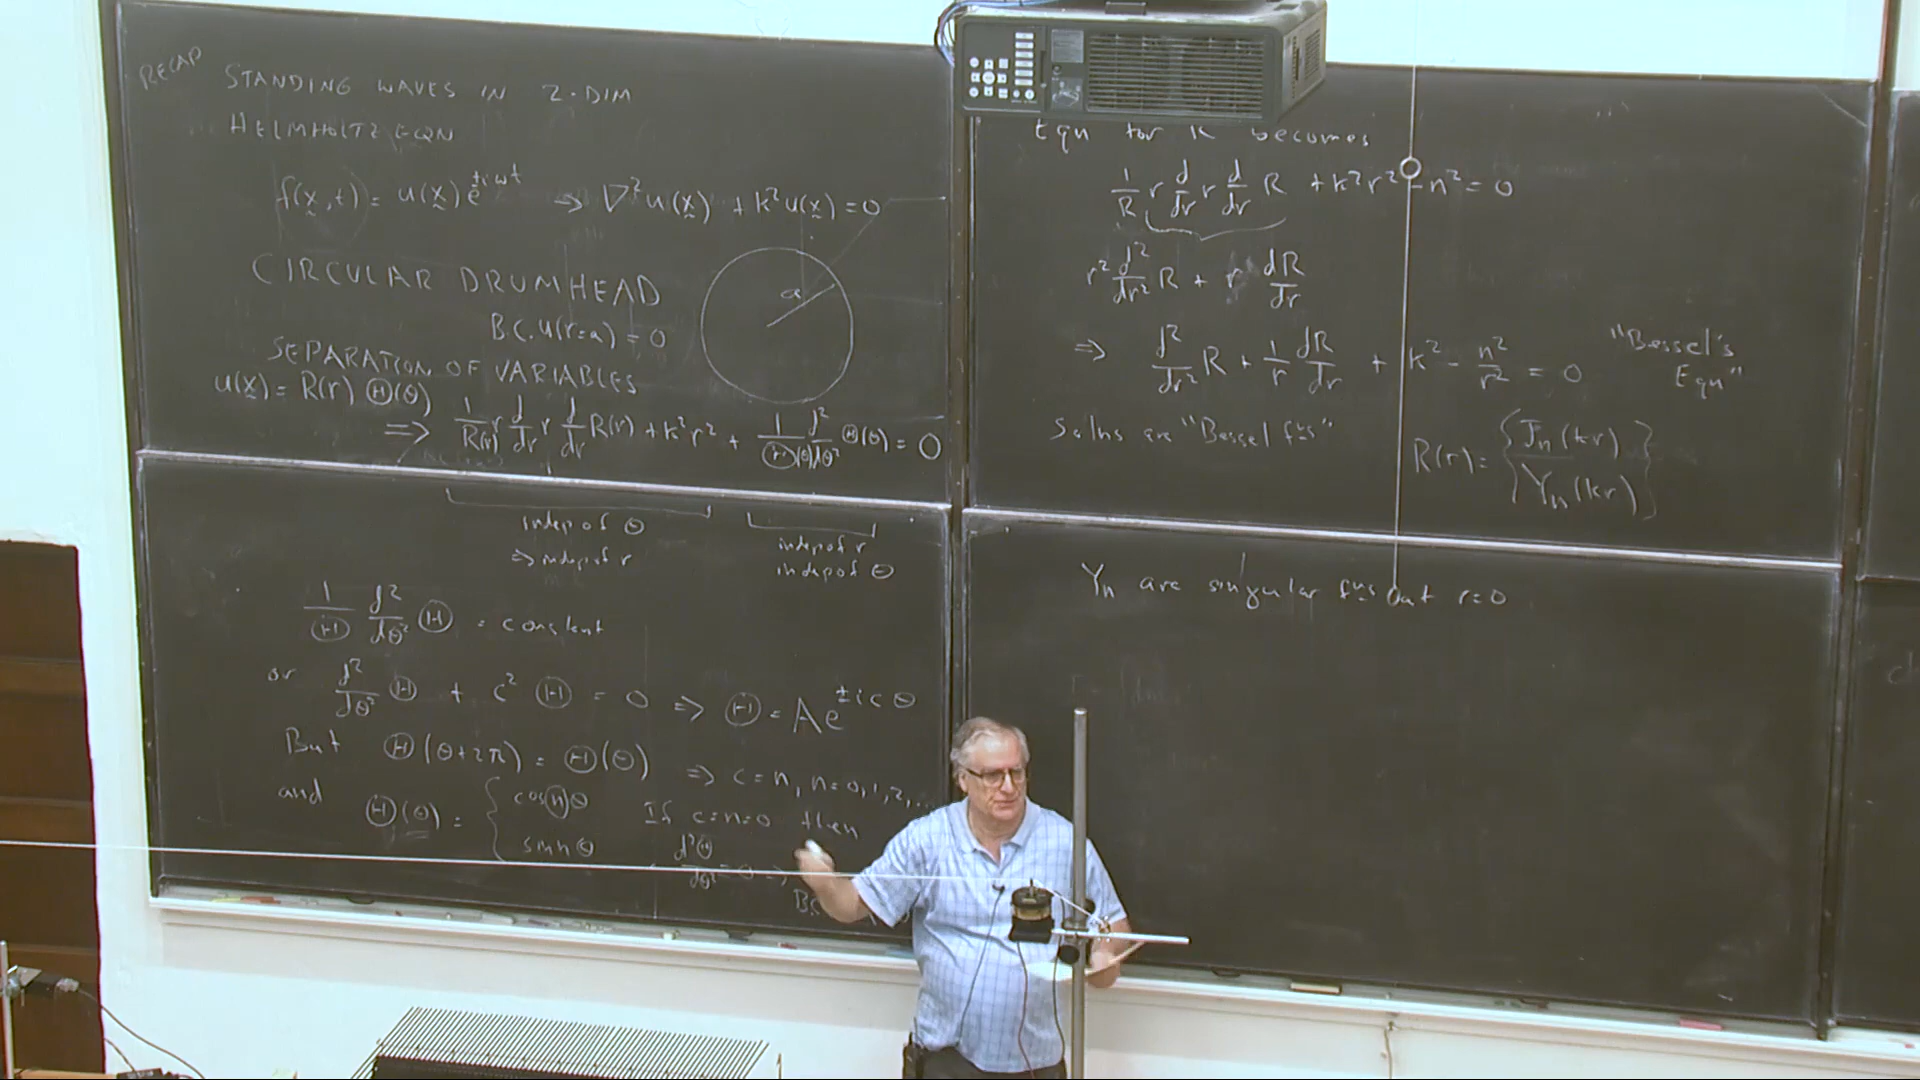 RECAP
STANDING WAVES IN 2-DIM
HELMHOLTZ EQN
f(x,t) = u(x) e^{±iωt} ⇒ ∇²u(x) + k²u(x) = 0
CIRCULAR DRUMHEAD
a
B.C. u(r=a) = 0
SEPARATION OF VARIABLES
u(x) = R(r) Θ(θ)
⇒ 1/R(r) r d/dr r d/dr R(r) + k²r² + 1/Θ(θ) d²/dθ² Θ(θ) = 0
indep of θ
⇒ indep of r
indep of r
indep of θ
1/Θ d²/dθ² Θ = constant
or d²/dθ² Θ + c² Θ = 0 ⇒ Θ = Ae^{±icθ}
But Θ(θ+2π) = Θ(θ) ⇒ c = n, n = 0, 1, 2, ...
and Θ(θ) = { cos nθ
sin nθ
If c=n=0 then
d²Θ/dθ² = 0 ⇒
Eqn for R becomes
1/R r d/dr r d/dr R + k²r² - n² = 0
r² d²/dr² R + r dR/dr
⇒ d²/dr² R + 1/r dR/dr + k² - n²/r² = 0 "Bessel's
Eqn"
Solns are "Bessel fns"
R(r) = { Jn(kr)
Yn(kr) }
Yn are singular fns at r=0